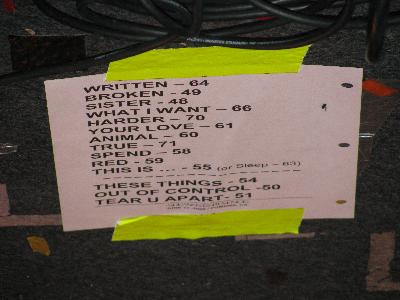 WRITTEN - 64
BROKEN - 49
SISTER - 48
WHAT I WANT - 66
HARDER - 70
YOUR LOVE - 61
ANIMAL - 60
TRUE - 71
SPEND - 58
RED - 59
THIS IS ... - 55 (or Sleep - 63)
THESE THINGS - 54
OUT OF CONTROL -50
TEAR U APART- 51